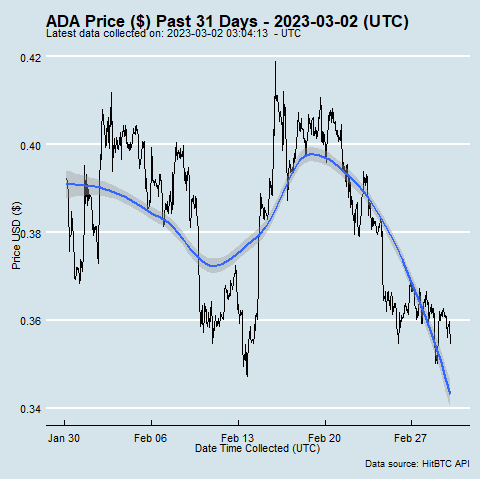 ADA Price ($) Past 31 Days - 2023-03-02 (UTC)
Latest data collected on: 2023-03-02 03:04:13 - UTC
0.42
0.40
0.38
0.36
0.34
Price USD ($)
Jan 30 Feb 06 Feb 13 Feb 20 Feb 27
Date Time Collected (UTC)
Data source: HitBTC API